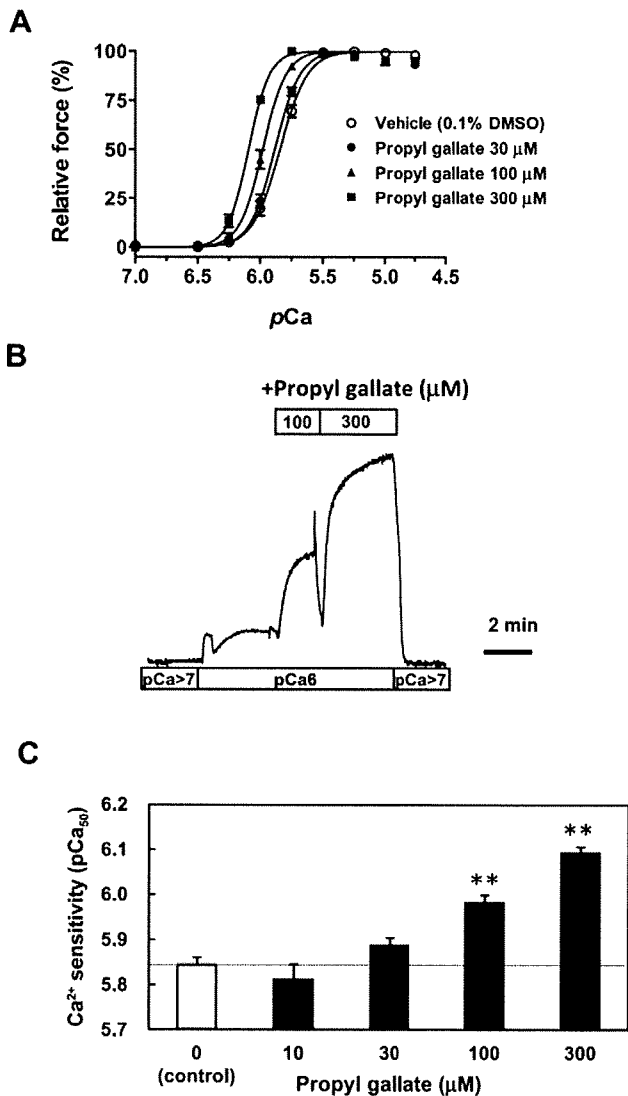 A
100
75
50
25
0
Relative force (%)
7.0 6.5 6.0 5.5 5.0 4.5
pCa
Vehicle (0.1% DMSO)
Propyl gallate 30 μM
Propyl gallate 100 μM
Propyl gallate 300 μM
B
+Propyl gallate (μM)
100 300
2 min
pCa>7 pCa6 pCa>7
C
6.2
6.1
6.0
5.9
5.8
5.7
Ca²⁺ sensitivity (pCa₅₀)
** **
0 10 30 100 300
(control)
Propyl gallate (μM)